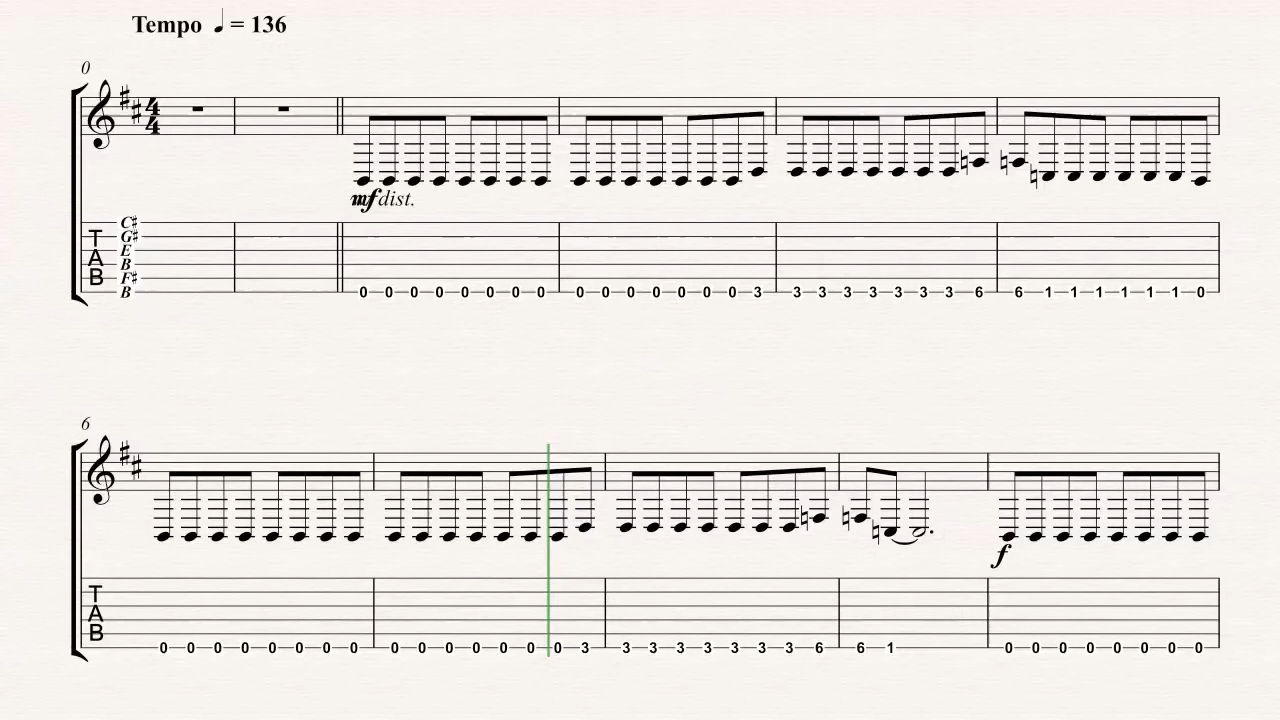 Tempo ♩= 136
0
4
4
mf dist.
C#
T G#
E
A B
B F#
B
0 0 0 0 0 0 0 0 0 0 0 0 0 0 0 3 3 3 3 3 3 3 3 6 6 1 1 1 1 1 1 0
6
f
T
A
B
0 0 0 0 0 0 0 0 0 0 0 0 0 0 0 3 3 3 3 3 3 3 3 6 6 1 0 0 0 0 0 0 0 0